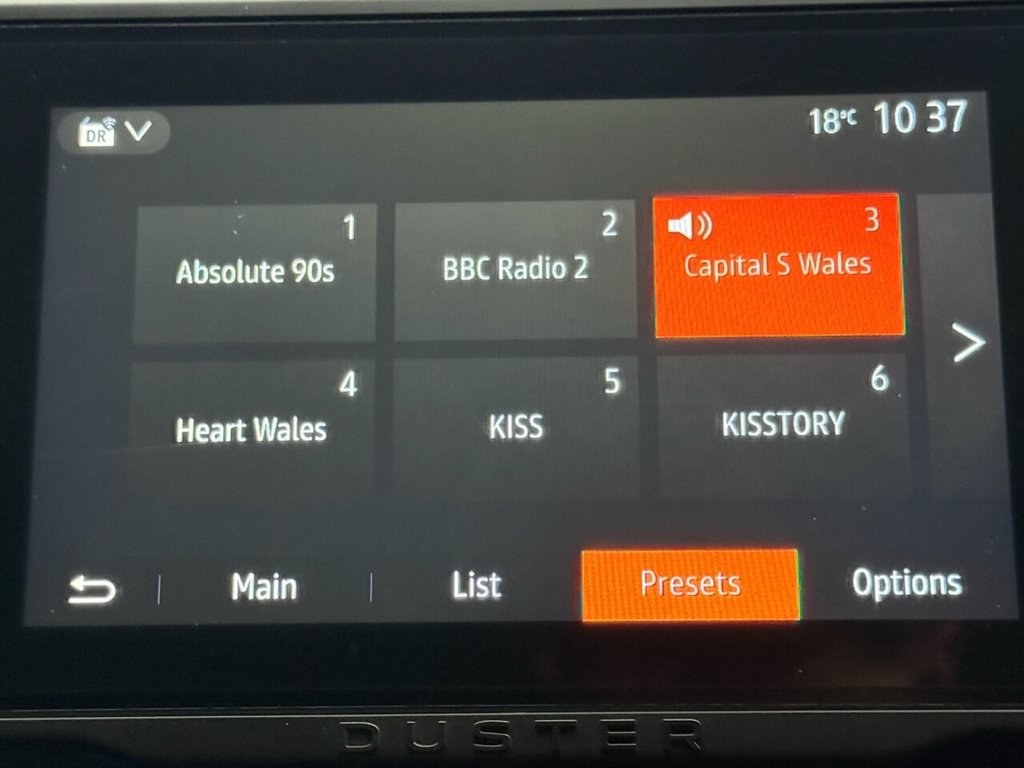 DR
18°C 10 37
1
Absolute 90s
2
BBC Radio 2
3
Capital S Wales
4
Heart Wales
5
KISS
6
KISSTORY
>
Main
List
Presets
Options
DUSTER